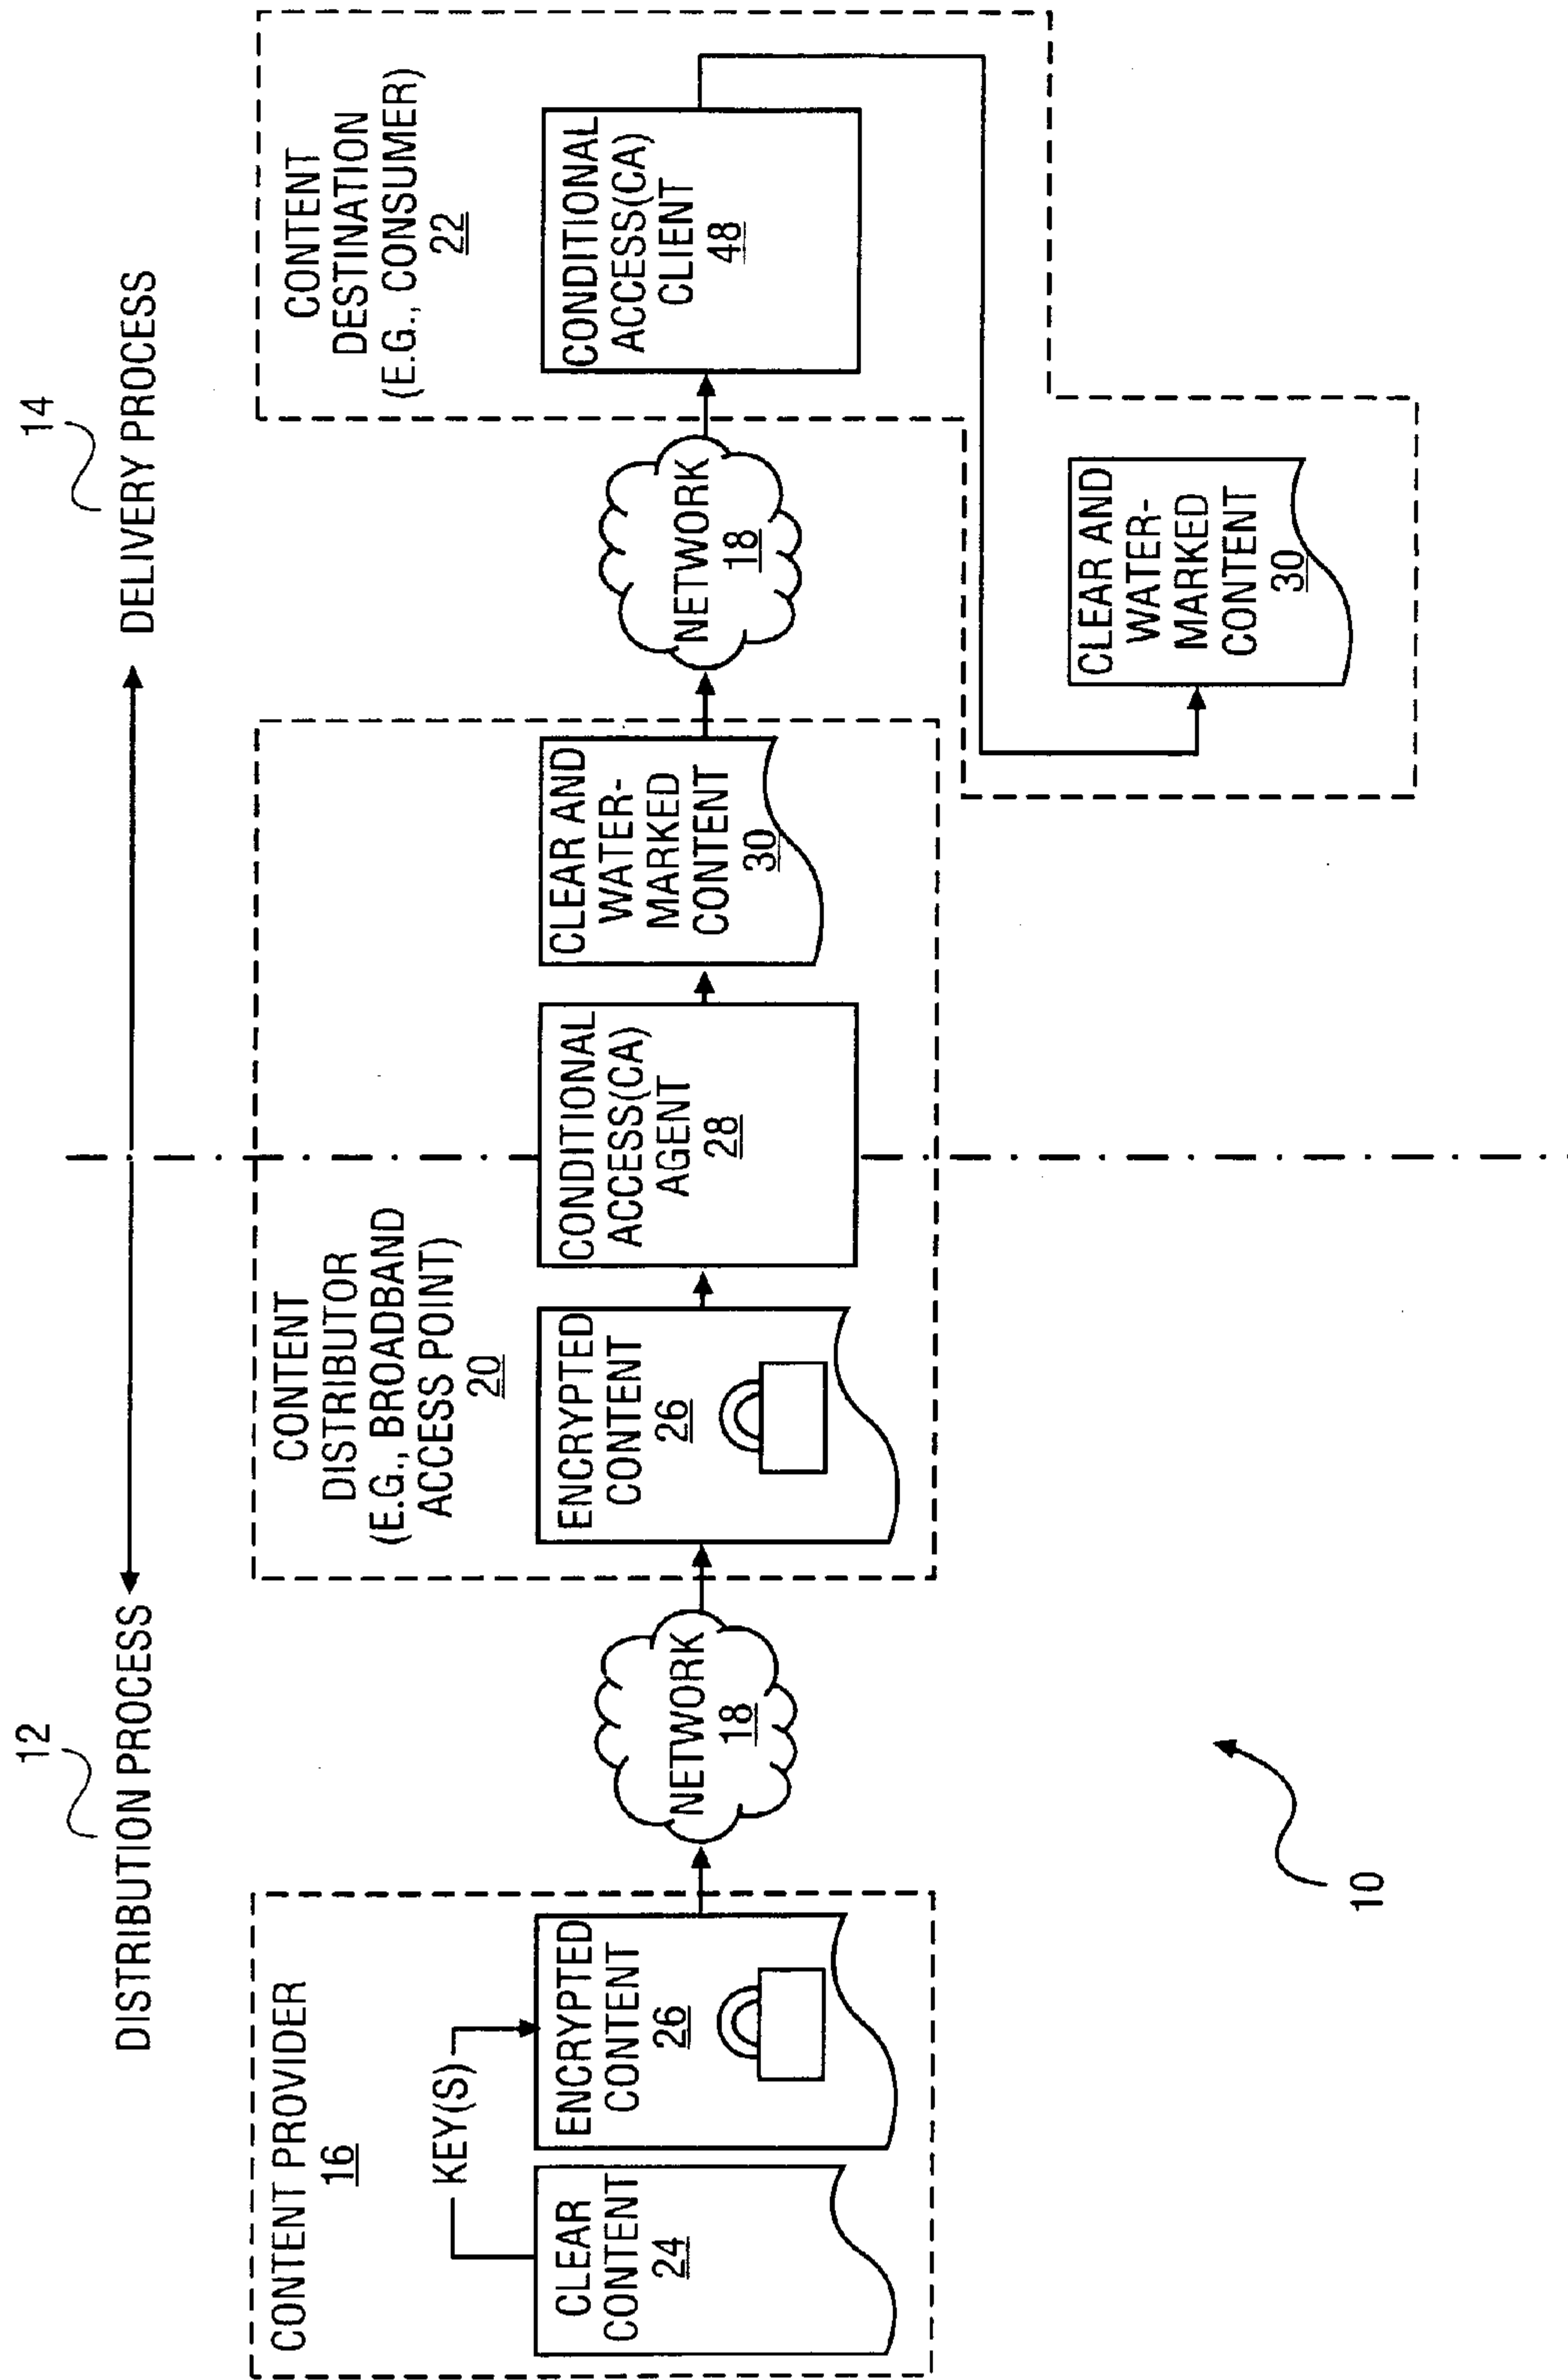 12
14
DISTRIBUTION PROCESS
DELIVERY PROCESS
CONTENT PROVIDER
16
KEY(S)
CLEAR
CONTENT
24
ENCRYPTED
CONTENT
26
NETWORK
18
CONTENT
DISTRIBUTOR
(E.G., BROADBAND
ACCESS POINT)
20
ENCRYPTED
CONTENT
26
CONDITIONAL
ACCESS(CA)
AGENT
28
CLEAR AND
WATER-
MARKED
CONTENT
30
NETWORK
18
CONTENT
DESTINATION
(E.G., CONSUMER)
22
CONDITIONAL
ACCESS(CA)
CLIENT
48
CLEAR AND
WATER-
MARKED
CONTENT
30
10